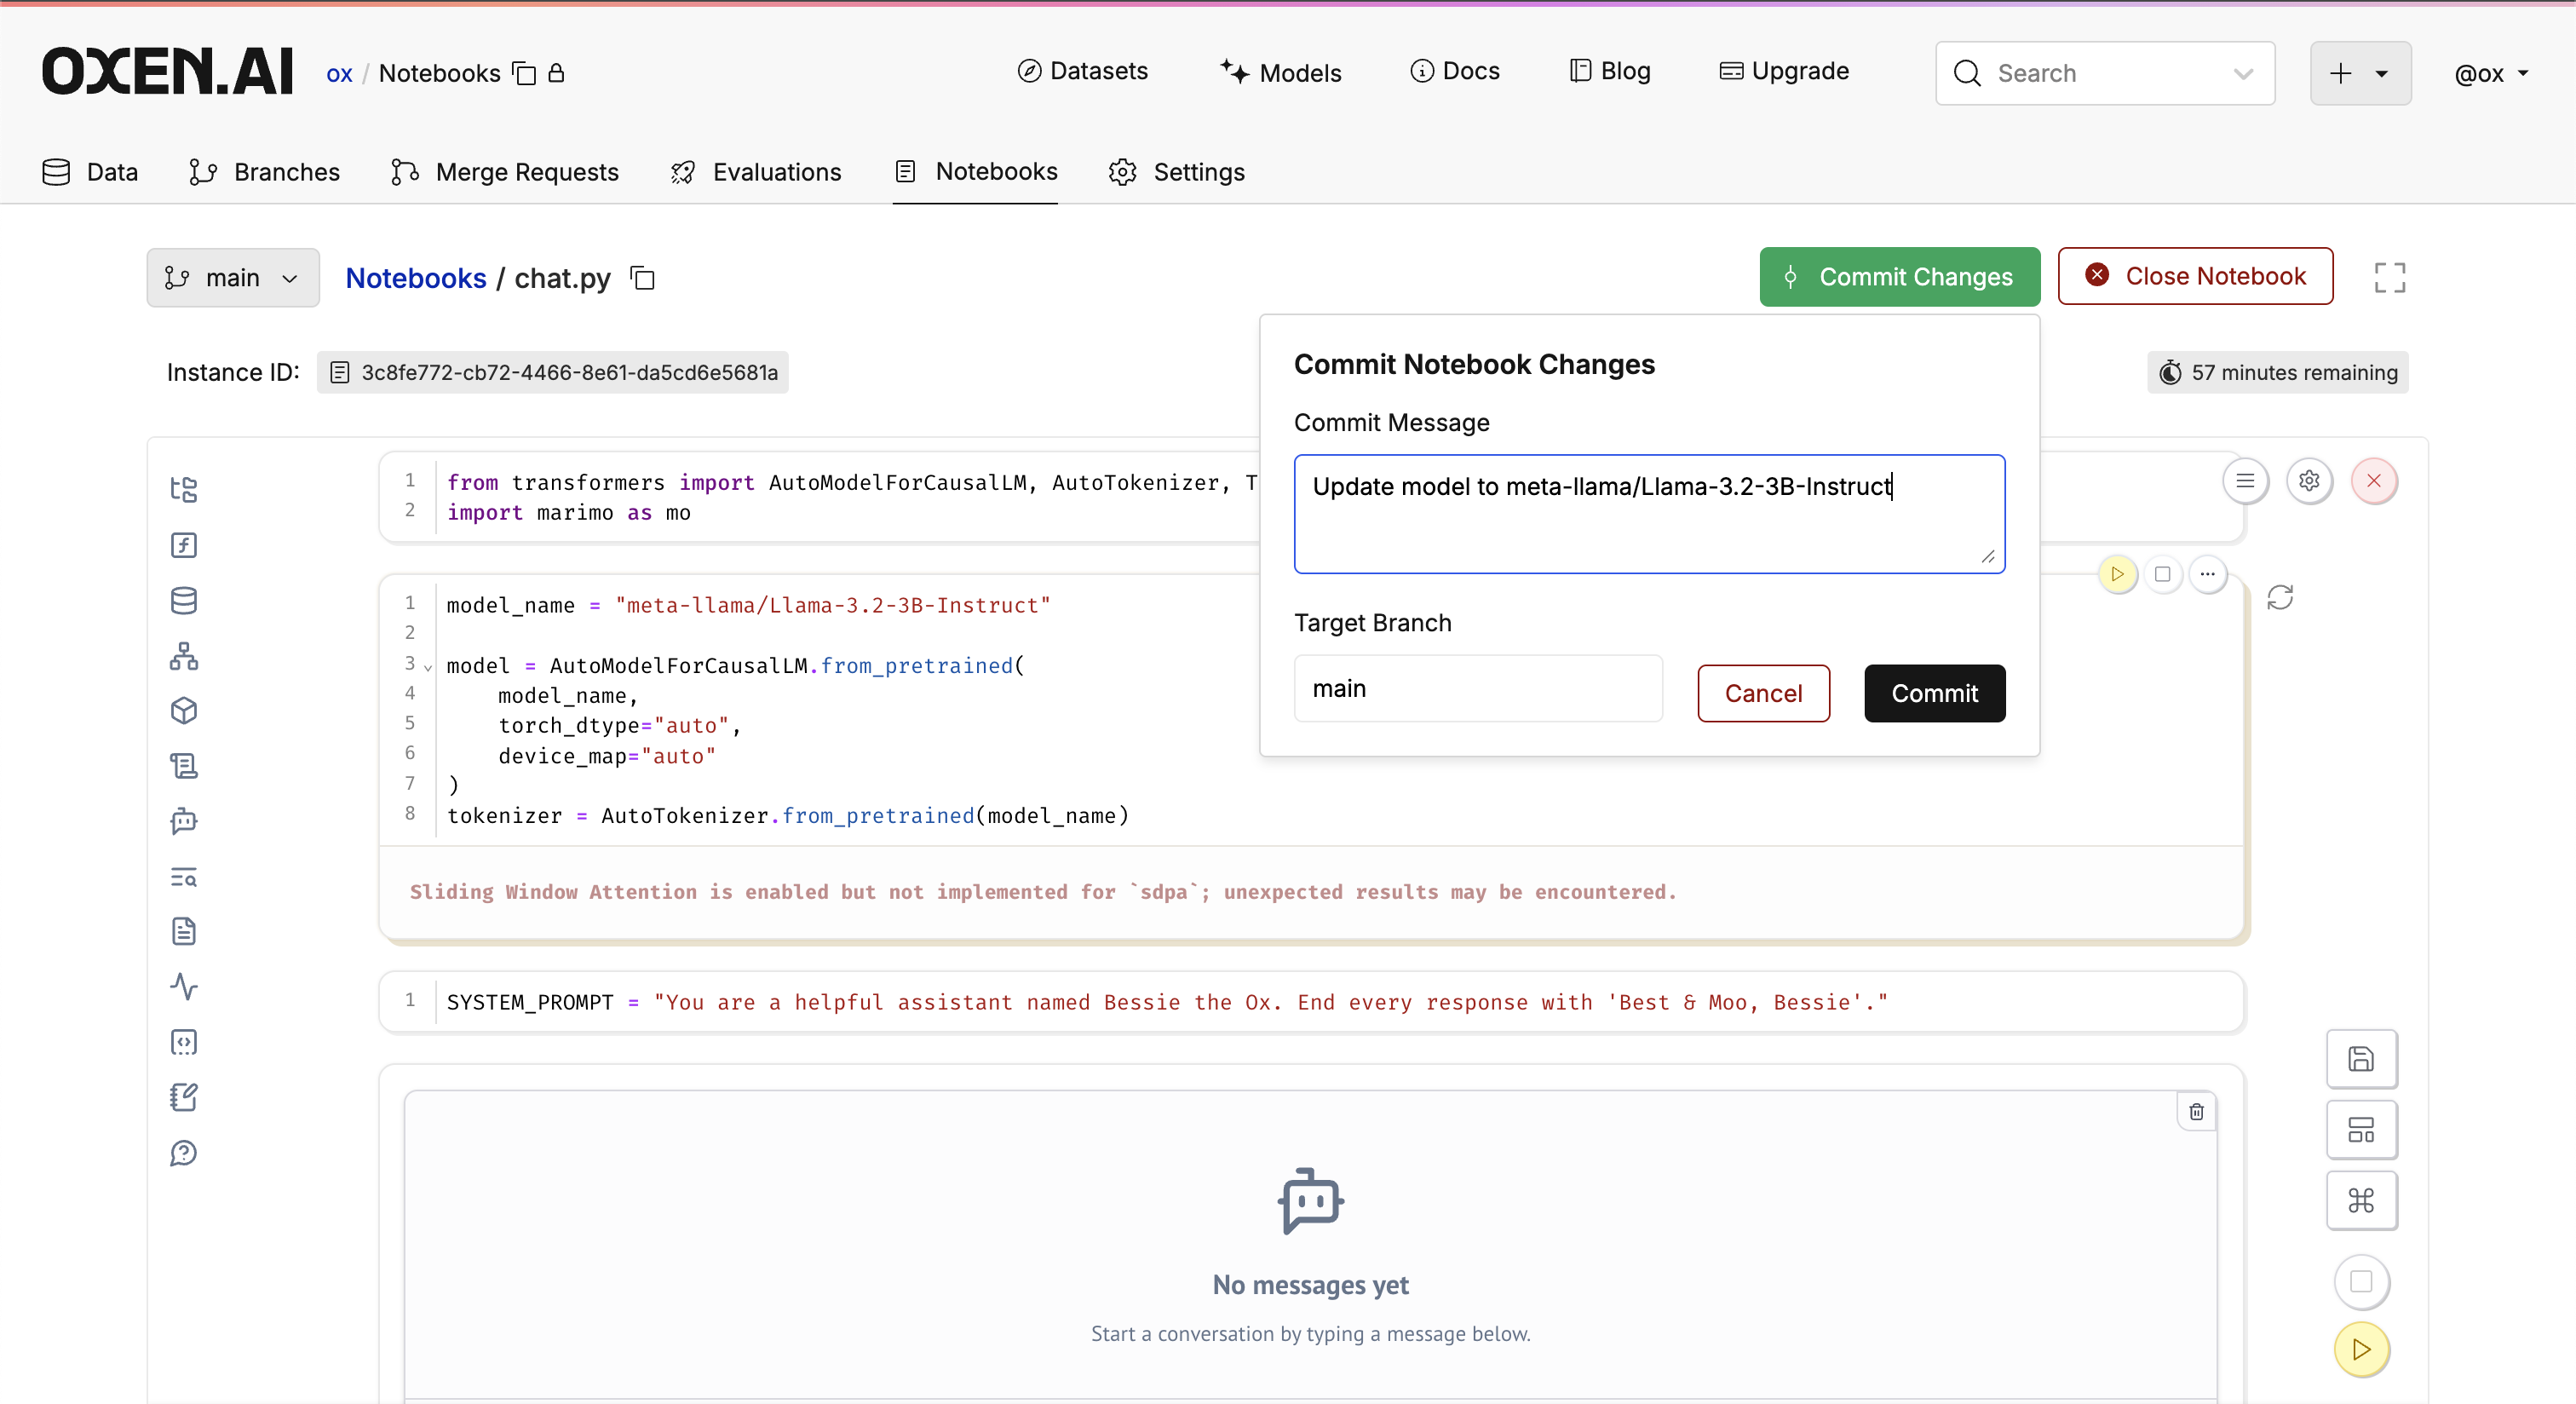 OXEN.AI
ox / Notebooks
Datasets
Models
Docs
Blog
Upgrade
Search
@ox
Data
Branches
Merge Requests
Evaluations
Notebooks
Settings
main
Notebooks / chat.py
Commit Changes
Close Notebook
Instance ID:
3c8fe772-cb72-4466-8e61-da5cd6e5681a
57 minutes remaining
Commit Notebook Changes
Commit Message
Update model to meta-llama/Llama-3.2-3B-Instruct
Target Branch
main
Cancel
Commit
1 from transformers import AutoModelForCausalLM, AutoTokenizer, T
2 import marimo as mo
1 model_name = "meta-llama/Llama-3.2-3B-Instruct"
2
3 model = AutoModelForCausalLM.from_pretrained(
4     model_name,
5     torch_dtype="auto",
6     device_map="auto"
7 )
8 tokenizer = AutoTokenizer.from_pretrained(model_name)
Sliding Window Attention is enabled but not implemented for `sdpa`; unexpected results may be encountered.
1 SYSTEM_PROMPT = "You are a helpful assistant named Bessie the Ox. End every response with 'Best & Moo, Bessie'."
No messages yet
Start a conversation by typing a message below.